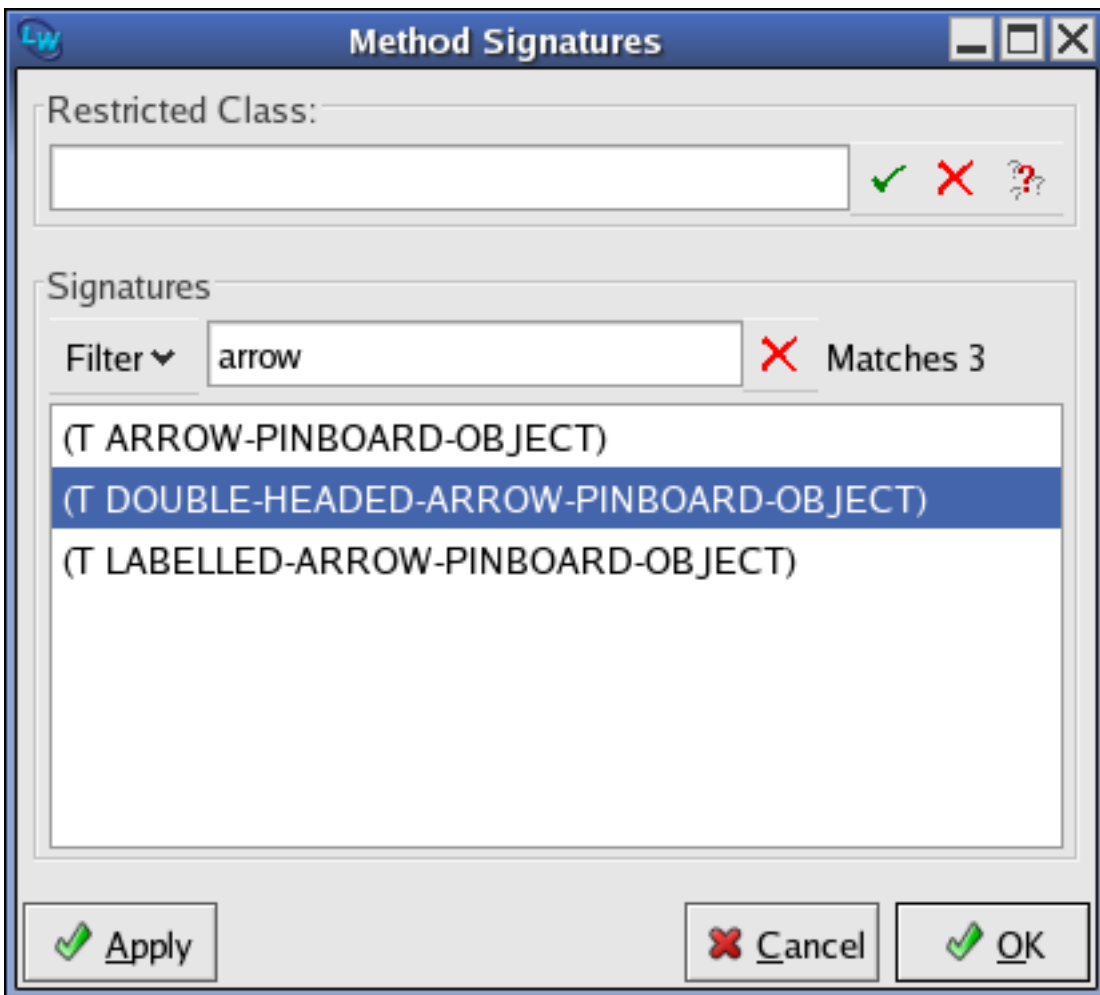 LW
Method Signatures
Restricted Class:
???? 
Signatures
Filter arrow Matches 3
(T ARROW-PINBOARD-OBJECT)
(T DOUBLE-HEADED-ARROW-PINBOARD-OBJECT)
(T LABELLED-ARROW-PINBOARD-OBJECT)
Apply Cancel OK